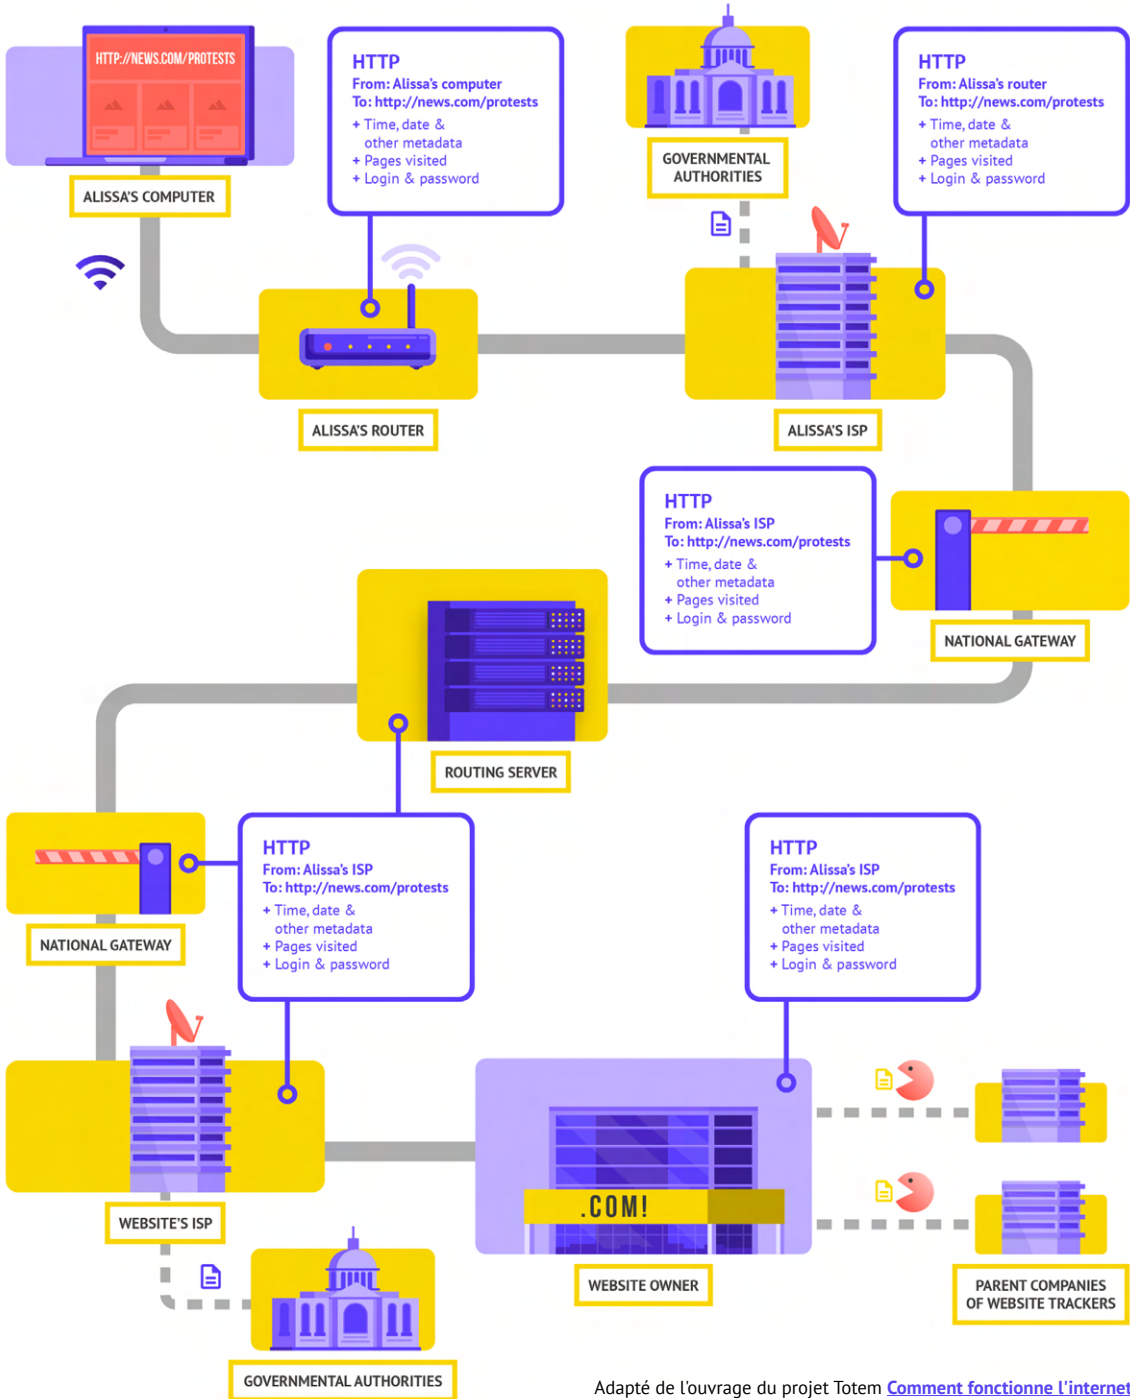 HTTP://NEWS.COM/PROTESTS
ALISSA'S COMPUTER
HTTP
From: Alissa's computer
To: http://news.com/protests
+ Time, date &
other metadata
+ Pages visited
+ Login & password
GOVERNMENTAL
AUTHORITIES
HTTP
From: Alissa's router
To: http://news.com/protests
+ Time, date &
other metadata
+ Pages visited
+ Login & password
ALISSA'S ROUTER
ALISSA'S ISP
HTTP
From: Alissa's ISP
To: http://news.com/protests
+ Time, date &
other metadata
+ Pages visited
+ Login & password
NATIONAL GATEWAY
ROUTING SERVER
HTTP
From: Alissa's ISP
To: http://news.com/protests
+ Time, date &
other metadata
+ Pages visited
+ Login & password
NATIONAL GATEWAY
HTTP
From: Alissa's ISP
To: http://news.com/protests
+ Time, date &
other metadata
+ Pages visited
+ Login & password
WEBSITE'S ISP
.COM!
WEBSITE OWNER
PARENT COMPANIES
OF WEBSITE TRACKERS
GOVERNMENTAL AUTHORITIES
Adapté de l'ouvrage du projet Totem Comment fonctionne l'internet